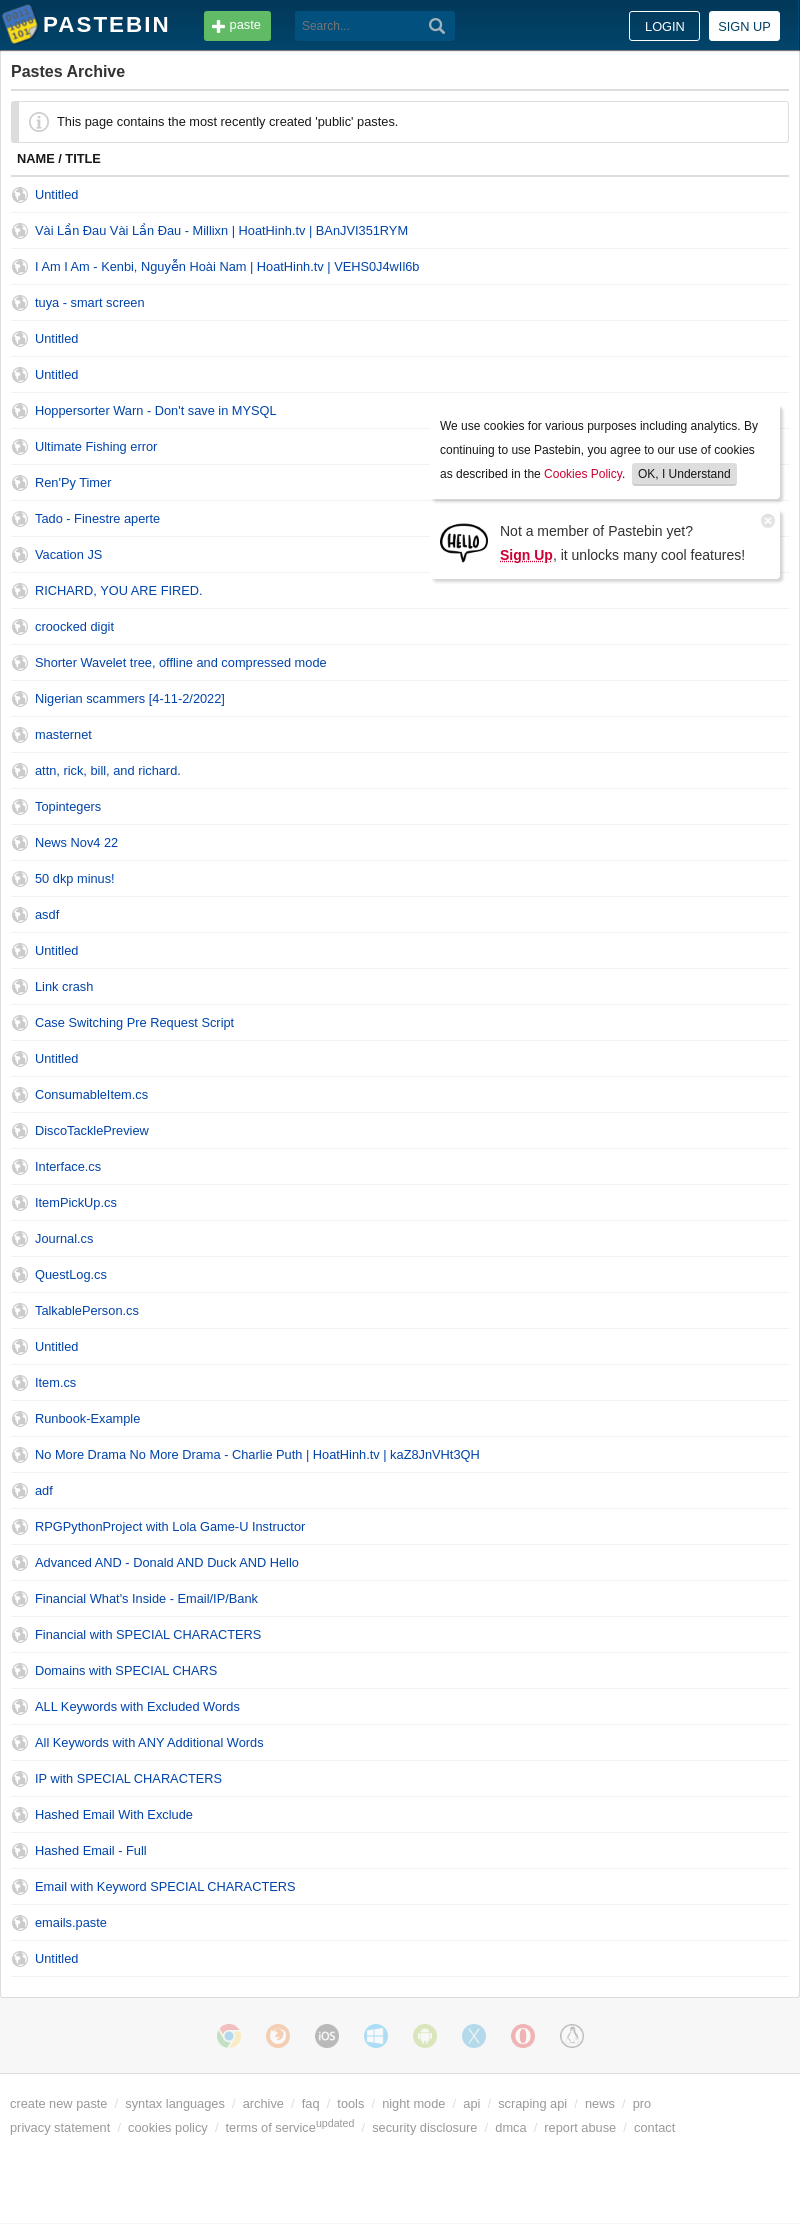 PASTEBIN
paste
Search...
LOGIN
SIGN UP
Pastes Archive
This page contains the most recently created 'public' pastes.
NAME / TITLE
Untitled
Vài Lần Đau Vài Lần Đau - Millixn | HoatHinh.tv | BAnJVI351RYM
I Am I Am - Kenbi, Nguyễn Hoài Nam | HoatHinh.tv | VEHS0J4wIl6b
tuya - smart screen
Untitled
Untitled
Hoppersorter Warn - Don't save in MYSQL
Ultimate Fishing error
Ren'Py Timer
Tado - Finestre aperte
Vacation JS
RICHARD, YOU ARE FIRED.
We use cookies for various purposes including analytics. By
continuing to use Pastebin, you agree to our use of cookies
as described in the Cookies Policy. OK, I Understand
HELLO
Not a member of Pastebin yet?
Sign Up, it unlocks many cool features!
croocked digit
Shorter Wavelet tree, offline and compressed mode
Nigerian scammers [4-11-2/2022]
masternet
attn, rick, bill, and richard.
Topintegers
News Nov4 22
50 dkp minus!
asdf
Untitled
Link crash
Case Switching Pre Request Script
Untitled
ConsumableItem.cs
DiscoTacklePreview
Interface.cs
ItemPickUp.cs
Journal.cs
QuestLog.cs
TalkablePerson.cs
Untitled
Item.cs
Runbook-Example
No More Drama No More Drama - Charlie Puth | HoatHinh.tv | kaZ8JnVHt3QH
adf
RPGPythonProject with Lola Game-U Instructor
Advanced AND - Donald AND Duck AND Hello
Financial What's Inside - Email/IP/Bank
Financial with SPECIAL CHARACTERS
Domains with SPECIAL CHARS
ALL Keywords with Excluded Words
All Keywords with ANY Additional Words
IP with SPECIAL CHARACTERS
Hashed Email With Exclude
Hashed Email - Full
Email with Keyword SPECIAL CHARACTERS
emails.paste
Untitled
iOS
create new paste / syntax languages / archive / faq / tools / night mode / api / scraping api / news / pro
privacy statement / cookies policy / terms of service updated / security disclosure / dmca / report abuse / contact